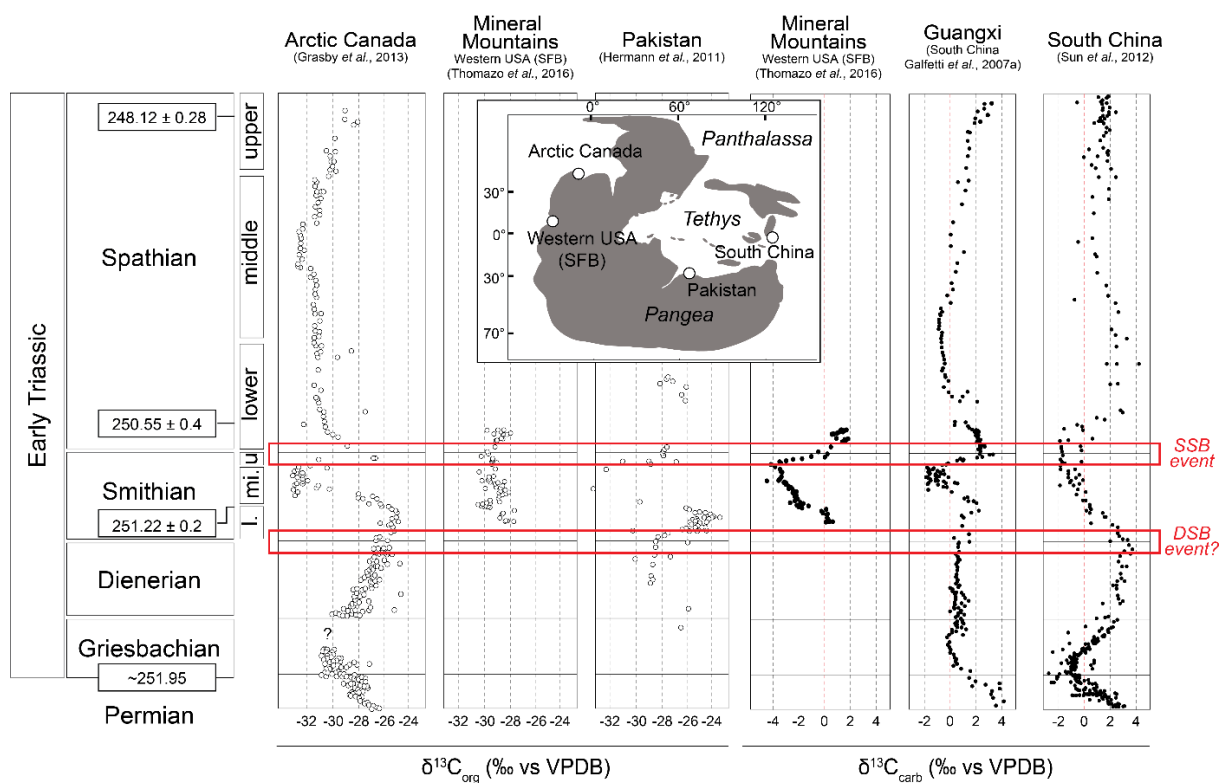 Arctic Canada
(Grasby et al., 2013)
Mineral
Mountains
Western USA (SFB)
(Thomazo et al., 2016)
Pakistan
(Hermann et al., 2011)
Mineral
Mountains
Western USA (SFB)
(Thomazo et al., 2016)
Guangxi
(South China
Galfetti et al., 2007a)
South China
(Sun et al., 2012)
Early Triassic
248.12 ± 0.28
Spathian
250.55 ± 0.4
Smithian
251.22 ± 0.2
Dienerian
Griesbachian
~251.95
Permian
upper
middle
lower
u
mi.
l.
?
0° 60° 120°
Panthalassa
Arctic Canada
30°
Tethys
0°
Western USA
(SFB)
South China
30°
Pakistan
Pangea
70°
SSB
event
DSB
event?
-32 -30 -28 -26 -24
-32 -30 -28 -26 -24
-32 -30 -28 -26 -24
-4 -2 0 2 4
-2 0 2 4
-2 0 2 4
δ¹³Corg (‰ vs VPDB)
δ¹³Ccarb (‰ vs VPDB)